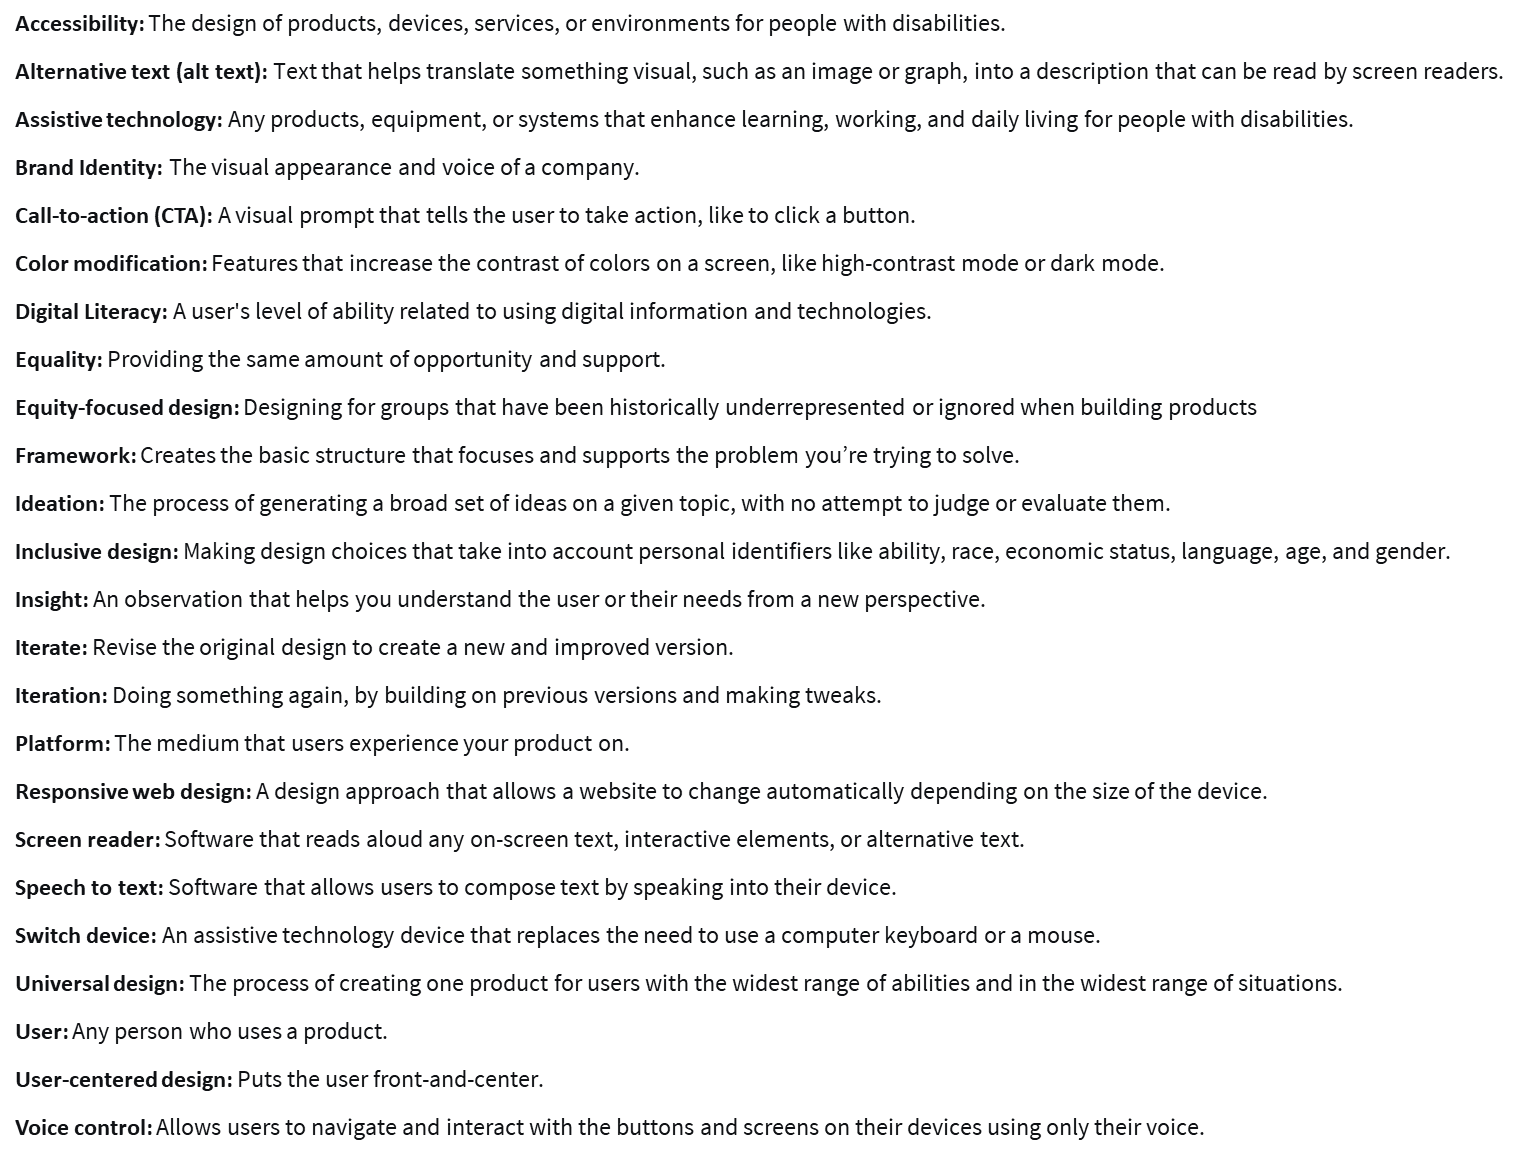 Accessibility: The design of products, devices, services, or environments for people with disabilities.
Alternative text (alt text): Text that helps translate something visual, such as an image or graph, into a description that can be read by screen readers.
Assistive technology: Any products, equipment, or systems that enhance learning, working, and daily living for people with disabilities.
Brand Identity: The visual appearance and voice of a company.
Call-to-action (CTA): A visual prompt that tells the user to take action, like to click a button.
Color modification: Features that increase the contrast of colors on a screen, like high-contrast mode or dark mode.
Digital Literacy: A user's level of ability related to using digital information and technologies.
Equality: Providing the same amount of opportunity and support.
Equity-focused design: Designing for groups that have been historically underrepresented or ignored when building products
Framework: Creates the basic structure that focuses and supports the problem you’re trying to solve.
Ideation: The process of generating a broad set of ideas on a given topic, with no attempt to judge or evaluate them.
Inclusive design: Making design choices that take into account personal identifiers like ability, race, economic status, language, age, and gender.
Insight: An observation that helps you understand the user or their needs from a new perspective.
Iterate: Revise the original design to create a new and improved version.
Iteration: Doing something again, by building on previous versions and making tweaks.
Platform: The medium that users experience your product on.
Responsive web design: A design approach that allows a website to change automatically depending on the size of the device.
Screen reader: Software that reads aloud any on-screen text, interactive elements, or alternative text.
Speech to text: Software that allows users to compose text by speaking into their device.
Switch device: An assistive technology device that replaces the need to use a computer keyboard or a mouse.
Universal design: The process of creating one product for users with the widest range of abilities and in the widest range of situations.
User: Any person who uses a product.
User-centered design: Puts the user front-and-center.
Voice control: Allows users to navigate and interact with the buttons and screens on their devices using only their voice.